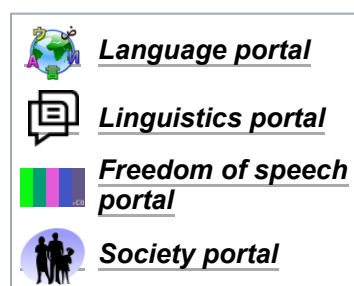 Language portal
Linguistics portal
Freedom of speech
portal
Society portal